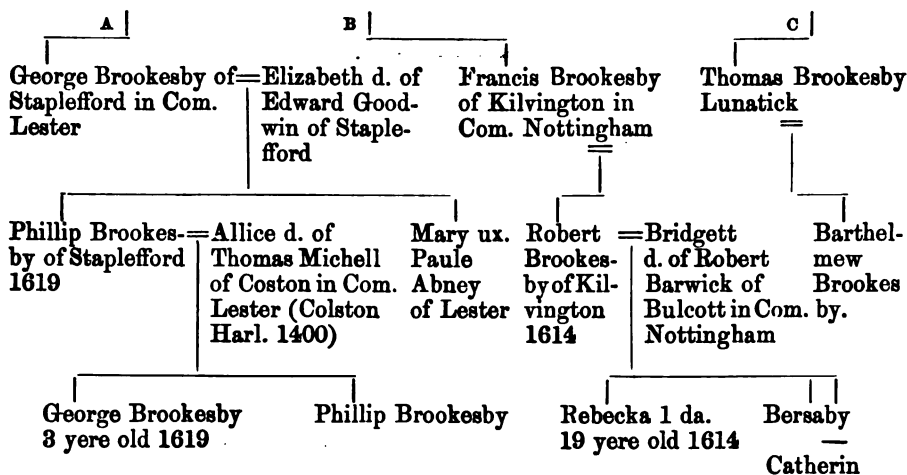 A
B
C
George Brookesby of
Staplefford in Com.
Lester
Elizabeth d. of
Edward Good-
win of Staple-
fford
Francis Brookesby
of Kilvington in
Com. Nottingham
Thomas Brookesby
Lunatick
Phillip Brookes-
by of Staplefford
1619
Allice d. of
Thomas Michell
of Coston in Com.
Lester (Colston
Harl. 1400)
Mary ux.
Paule
Abney
of Lester
Robert
Brookes-
by of Kil-
vington
1614
Bridgett
d. of Robert
Barwick of
Bulcott in Com.
Nottingham
Barthel-
mew
Brookes
by.
George Brookesby
3 yere old 1619
Phillip Brookesby
Rebecka 1 da.
19 yere old 1614
Bersaby
Catherin